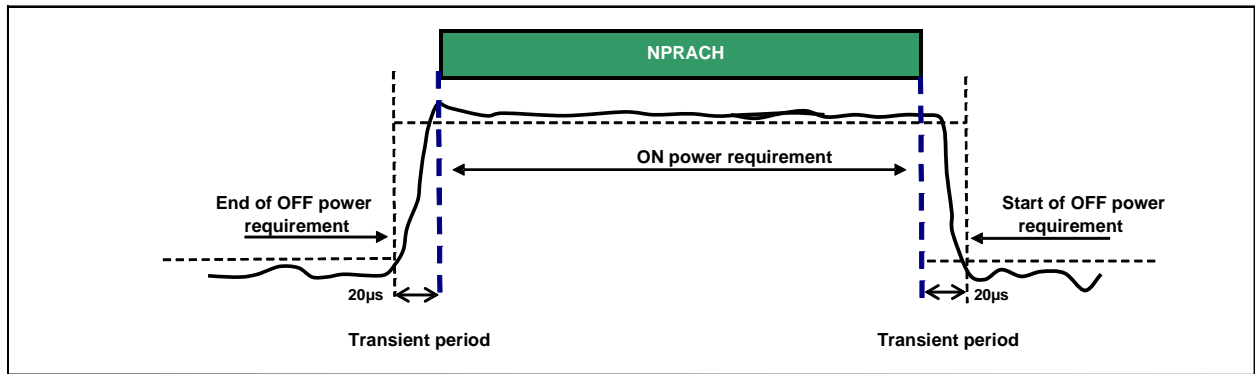 NPRACH
ON power requirement
End of OFF power
requirement
Start of OFF power
requirement
20µs
20µs
Transient period
Transient period